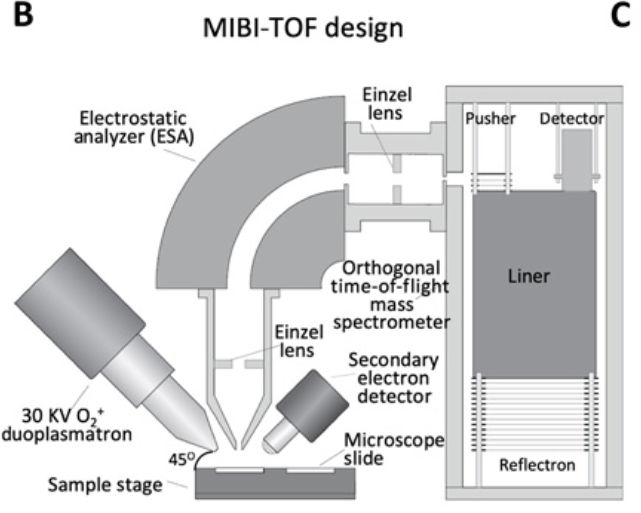 B
MIBI-TOF design
C
Electrostatic
analyzer (ESA)
Einzel
lens
Pusher
Detector
Orthogonal
time-of-flight
mass
spectrometer
Liner
Einzel
lens
Secondary
electron
detector
30 KV O₂⁺
duoplasmatron
45º
Microscope
slide
Sample stage
Reflectron